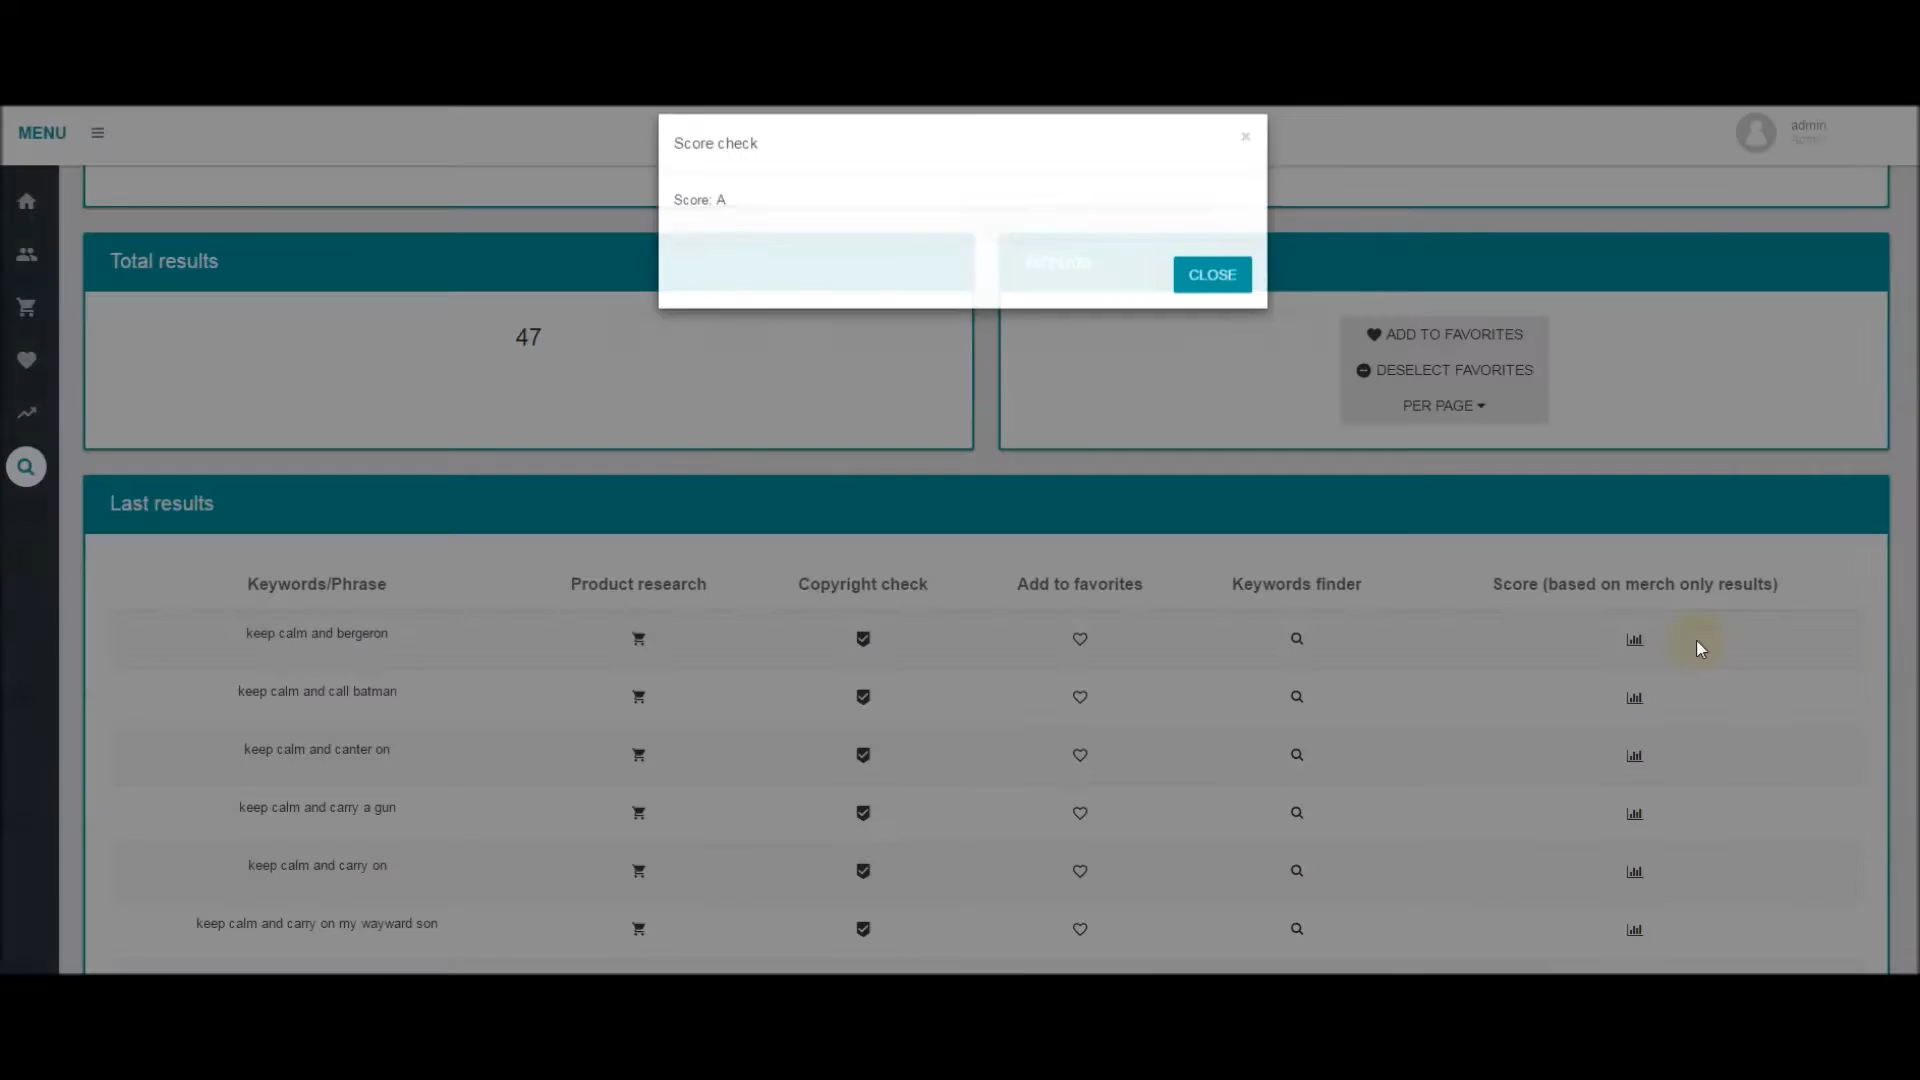 MENU
admin
Score check
×
Score: A
CLOSE
Total results
47
ADD TO FAVORITES
DESELECT FAVORITES
PER PAGE
Last results
Keywords/Phrase Product research Copyright check Add to favorites Keywords finder Score (based on merch only results)
keep calm and bergeron
keep calm and call batman
keep calm and canter on
keep calm and carry a gun
keep calm and carry on
keep calm and carry on my wayward son